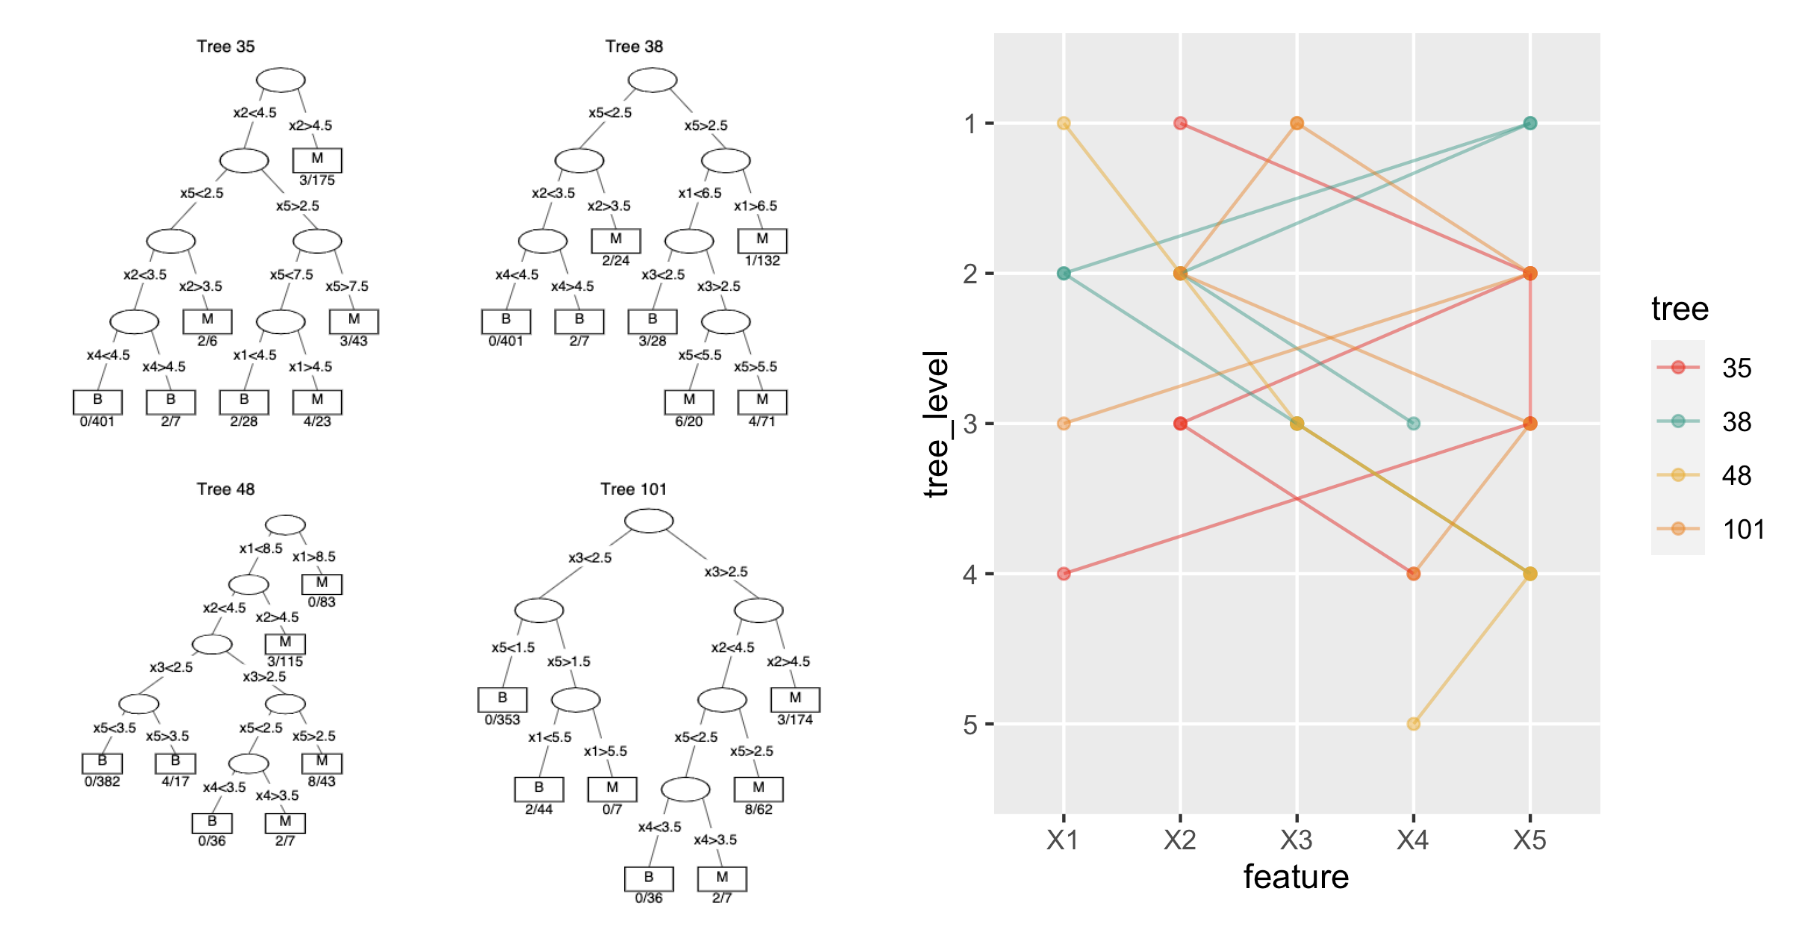 Tree 35
x2<4.5
x2>4.5
M
3/175
x5<2.5
x5>2.5
x2<3.5
x2>3.5
x5<7.5
x5>7.5
M
2/6
M
3/43
x4<4.5
x4>4.5
x1<4.5
x1>4.5
B
B
B
M
0/401
2/7
2/28
4/23
Tree 38
x5<2.5
x5>2.5
x2<3.5
x2>3.5
x1<6.5
x1>6.5
M
2/24
M
1/132
x4<4.5
x4>4.5
x3<2.5
x3>2.5
B
B
B
0/401
2/7
3/28
x5<5.5
x5>5.5
M
M
6/20
4/71
Tree 48
x1<8.5
x1>8.5
M
0/83
x2<4.5
x2>4.5
M
3/115
x3<2.5
x3>2.5
x5<3.5
x5>3.5
x5<2.5
x5>2.5
B
B
M
0/382
4/17
8/43
x4<3.5
x4>3.5
B
M
0/36
2/7
Tree 101
x3<2.5
x3>2.5
x5<1.5
x5>1.5
x2<4.5
x2>4.5
B
0/353
M
3/174
x1<5.5
x1>5.5
x5<2.5
x5>2.5
B
M
M
2/44
0/7
8/62
x4<3.5
x4>3.5
B
M
0/36
2/7
tree_level
1
2
3
4
5
X1 X2 X3 X4 X5
feature
tree
35
38
48
101